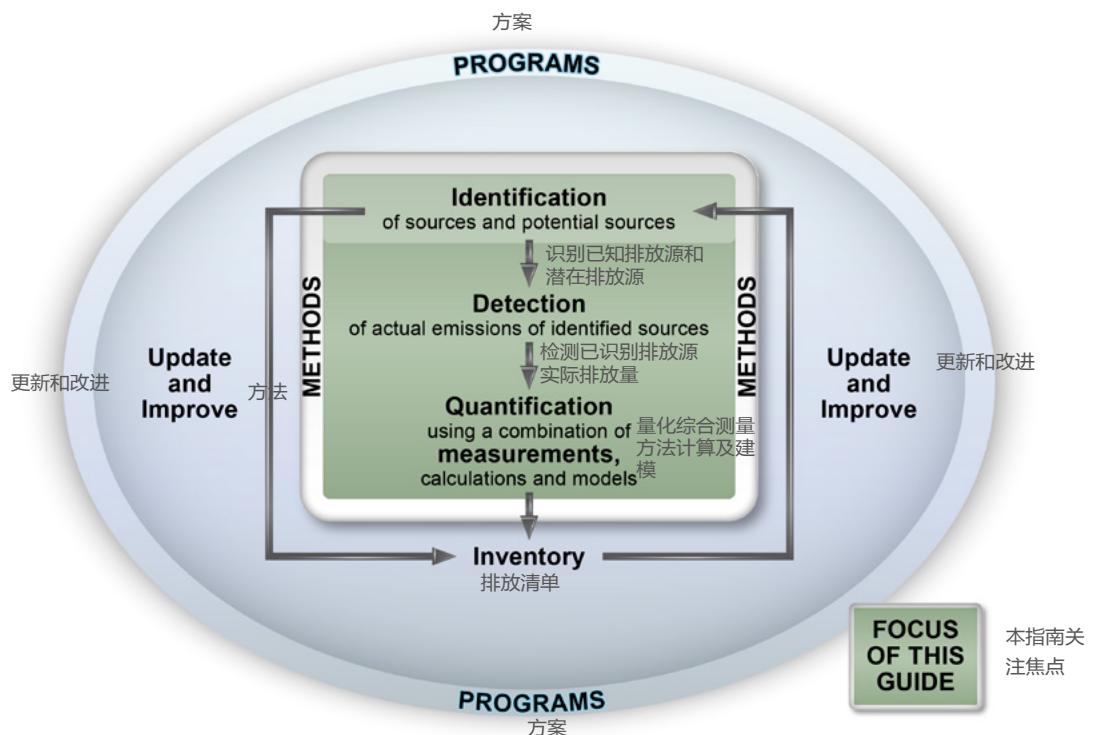 方案
PROGRAMS
Identification
of sources and potential sources
识别已知排放源和
潜在排放源
METHODS
METHODS
Detection
of actual emissions of identified sources
检测已识别排放源
实际排放量
Update
and
Improve
更新和改进
方法
Update
and
Improve
更新和改进
Quantification
using a combination of
measurements,
calculations and models
量化综合测量
方法计算及建
模
Inventory
排放清单
FOCUS
OF THIS
GUIDE
本指南关
注焦点
PROGRAMS
方案